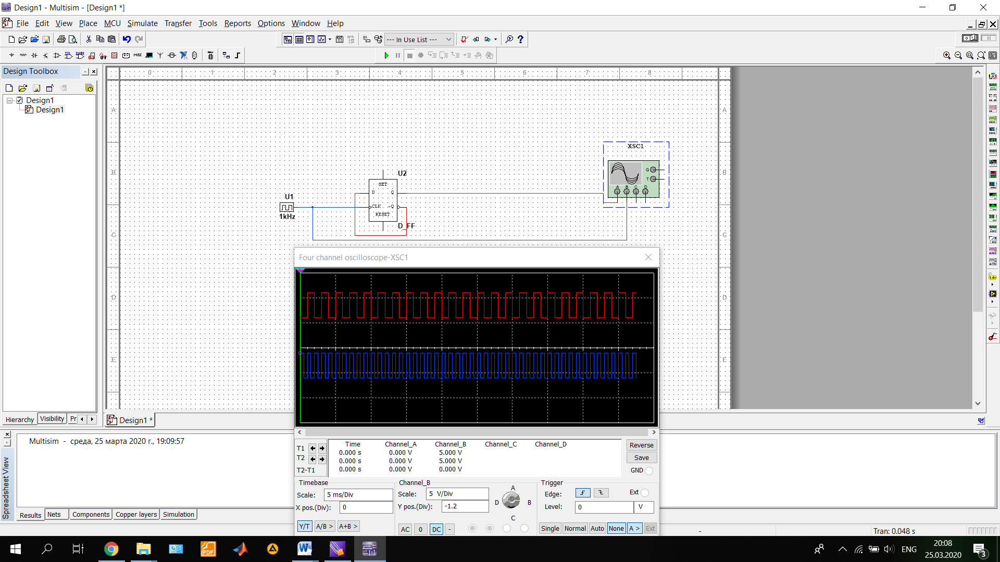 Design1 - Multisim - [Design1 *]
File Edit View Place MCU Simulate Transfer Tools Reports Options Window Help
--- In Use List ---
MISC
Design Toolbox
Design1
Design1
0 1 2 3 4 5 6 7 8
A A
B B
C C
D D
E E
XSC1
G
T
A B C D
U2
SET
D Q
CLK ~Q
RESET
D_FF
U1
1kHz
Four channel oscilloscope-XSC1
Time Channel_A Channel_B Channel_C Channel_D
T1 0.000 s 0.000 V 5.000 V
T2 0.000 s 0.000 V 5.000 V
T2-T1 0.000 s 0.000 V 0.000 V
Reverse
Save
GND
Timebase
Scale: 5 ms/Div
X pos.(Div): 0
Y/T A/B > A+B >
Channel_B
Scale: 5 V/Div
Y pos.(Div): -1.2
AC 0 DC -
A
D B
C
Trigger
Edge: Ext
Level: 0 V
Single Normal Auto None A > Ext
Hierarchy Visibility Pr
Design1 *
Multisim - среда, 25 марта 2020 г., 19:09:57
Spreadsheet View
Results Nets Components Copper layers Simulation
- Tran: 0.048 s
ENG
20:08
25.03.2020
3